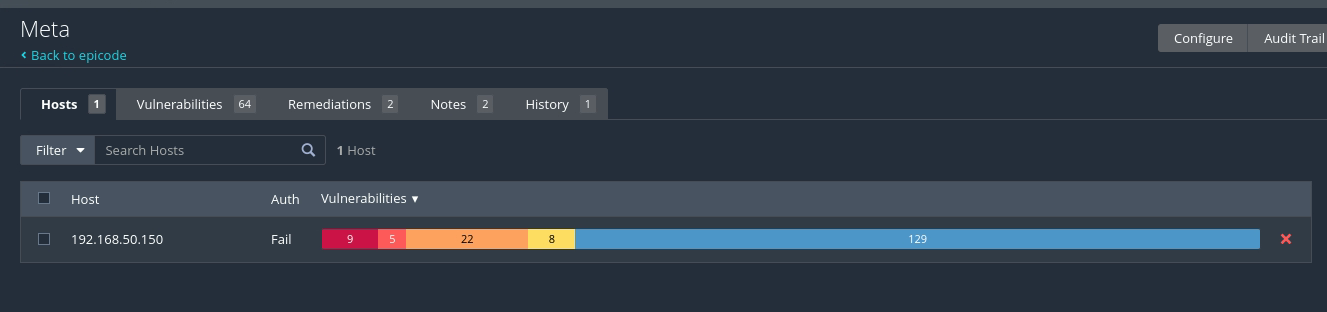 Meta
Back to epicode
Configure Audit Trail
Hosts 1 Vulnerabilities 64 Remediations 2 Notes 2 History 1
Filter Search Hosts 1 Host
Host Auth Vulnerabilities ▼
192.168.50.150 Fail 9 5 22 8 129